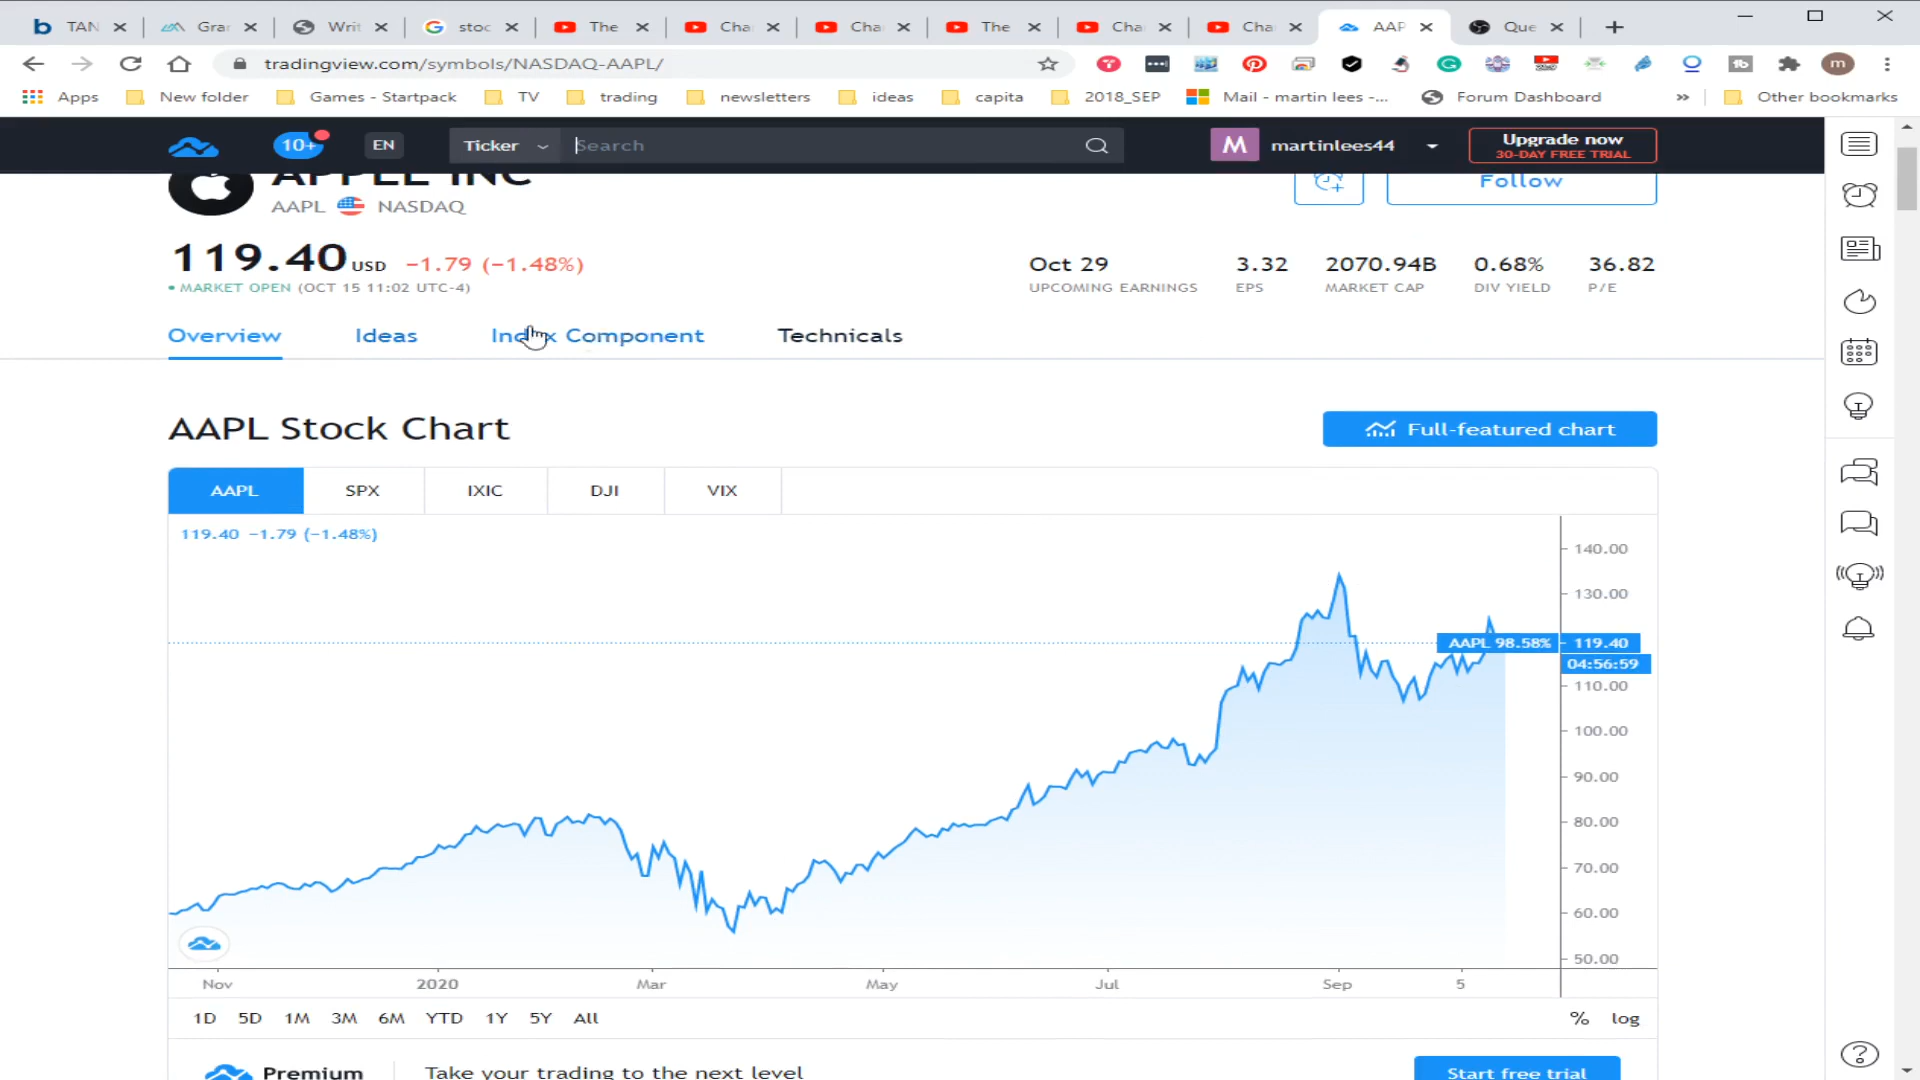 TAN
Grar
Writ
stoc
The
Cha
Cha
The
Cha
Cha
AAP
Que
tradingview.com/symbols/NASDAQ-AAPL/
m
Apps
New folder
Games - Startpack
TV
trading
newsletters
ideas
capita
2018_SEP
Mail - martin lees -...
Forum Dashboard
»
Other bookmarks
10+
EN
Ticker
Search
M
martinlees44
Upgrade now
30-DAY FREE TRIAL
APPLE INC
AAPL NASDAQ
Follow
119.40 USD −1.79 (−1.48%)
MARKET OPEN (OCT 15 11:02 UTC-4)
Oct 29 3.32 2070.94B 0.68% 36.82
UPCOMING EARNINGS EPS MARKET CAP DIV YIELD P/E
Overview Ideas Index Component Technicals
AAPL Stock Chart
Full-featured chart
AAPL SPX IXIC DJI VIX
119.40 −1.79 (−1.48%)
140.00
130.00
AAPL 98.58% 119.40
04:56:59
110.00
100.00
90.00
80.00
70.00
60.00
50.00
Nov 2020 Mar May Jul Sep 5
1D 5D 1M 3M 6M YTD 1Y 5Y All
% log
Premium
Take your trading to the next level
Start free trial